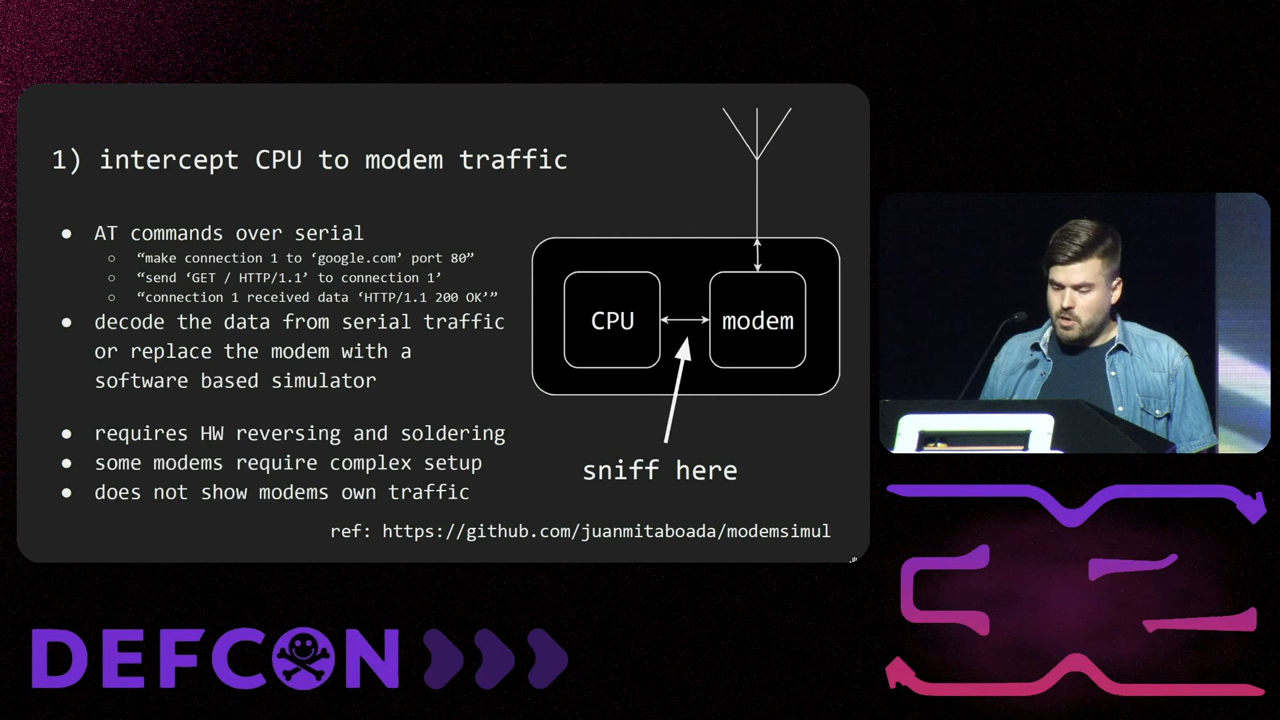 1) intercept CPU to modem traffic
● AT commands over serial
○ “make connection 1 to ‘google.com’ port 80”
○ “send ‘GET / HTTP/1.1’ to connection 1’
○ “connection 1 received data ‘HTTP/1.1 200 OK’”
● decode the data from serial traffic
or replace the modem with a
software based simulator
● requires HW reversing and soldering
● some modems require complex setup
● does not show modems own traffic
CPU
modem
sniff here
ref: https://github.com/juanmitaboada/modemsimul
DEFCON